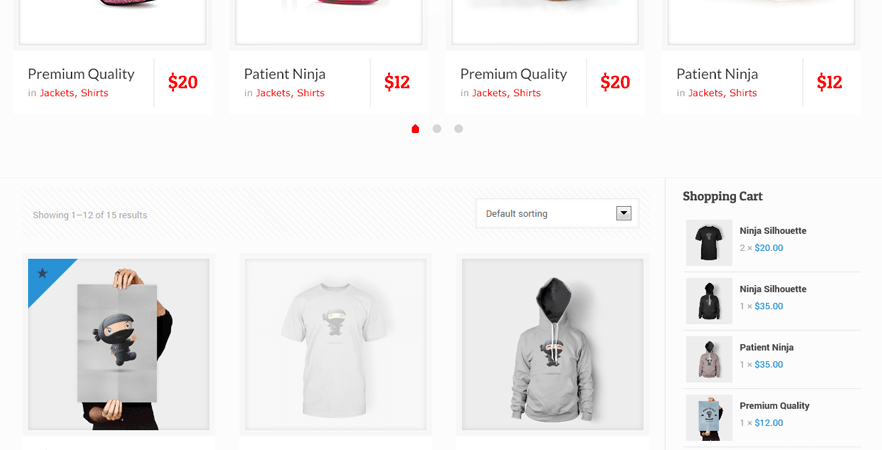 Premium Quality
in Jackets, Shirts
$20
Patient Ninja
in Jackets, Shirts
$12
Premium Quality
in Jackets, Shirts
$20
Patient Ninja
in Jackets, Shirts
$12
Showing 1–12 of 15 results
Default sorting
Shopping Cart
Ninja Silhouette
2 × $20.00
Ninja Silhouette
1 × $35.00
Patient Ninja
1 × $35.00
Premium Quality
1 × $12.00